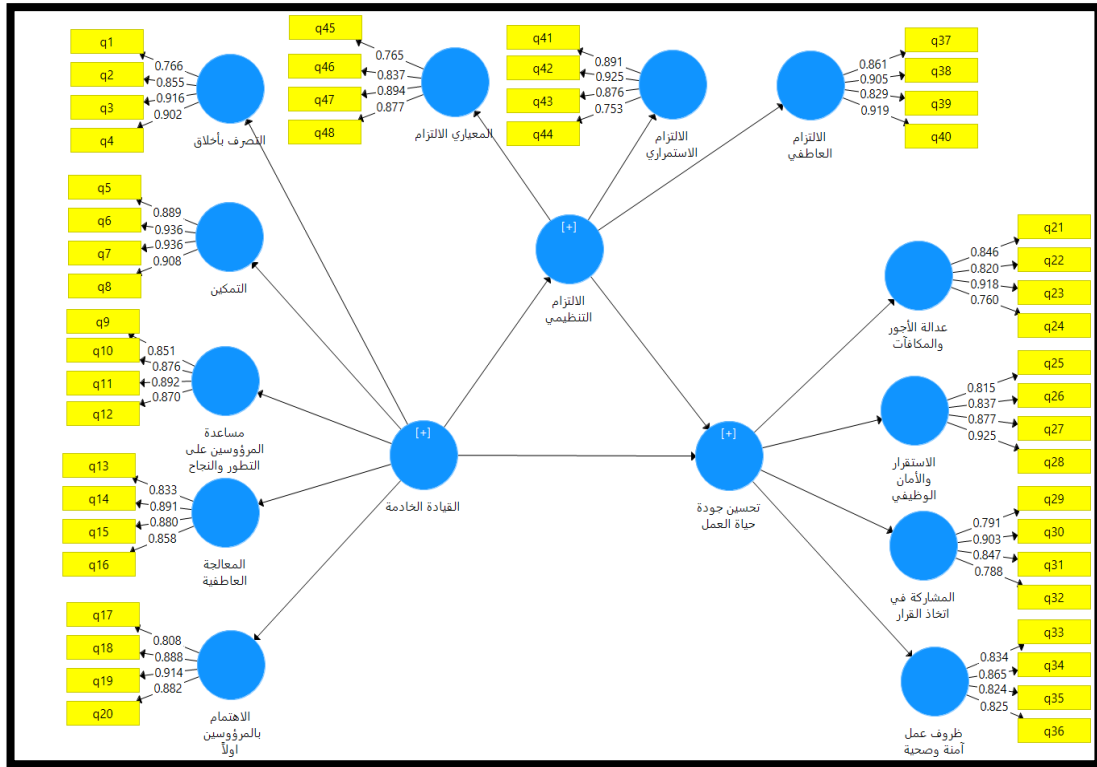 q1
q2
q3
q4
0.766
0.855
0.916
0.902
التصرف بأخلاق
q45
q46
q47
q48
0.765
0.837
0.894
0.877
المعياري الالتزام
q41
q42
q43
q44
0.891
0.925
0.876
0.753
الالتزام
الاستمراري
q37
q38
q39
q40
0.861
0.905
0.829
0.919
الالتزام
العاطفي
q5
q6
q7
q8
0.889
0.936
0.936
0.908
التمكين
[+]
الالتزام
التنظيمي
q21
q22
q23
q24
0.846
0.820
0.918
0.760
عدالة الأجور
والمكافآت
q9
q10
q11
q12
0.851
0.876
0.892
0.870
مساعدة
المرؤوسين على
التطور والنجاح
q25
q26
q27
q28
0.815
0.837
0.877
0.925
الاستقرار
والأمان
الوظيفي
[+]
القيادة الخادمة
[+]
تحسين جودة
حياة العمل
q13
q14
q15
q16
0.833
0.891
0.880
0.858
المعالجة
العاطفية
q29
q30
q31
q32
0.791
0.903
0.847
0.788
المشاركة في
اتخاذ القرار
q17
q18
q19
q20
0.808
0.888
0.914
0.882
الاهتمام
بالمرؤوسين
اولاً
q33
q34
q35
q36
0.834
0.865
0.824
0.825
ظروف عمل
آمنة وصحية